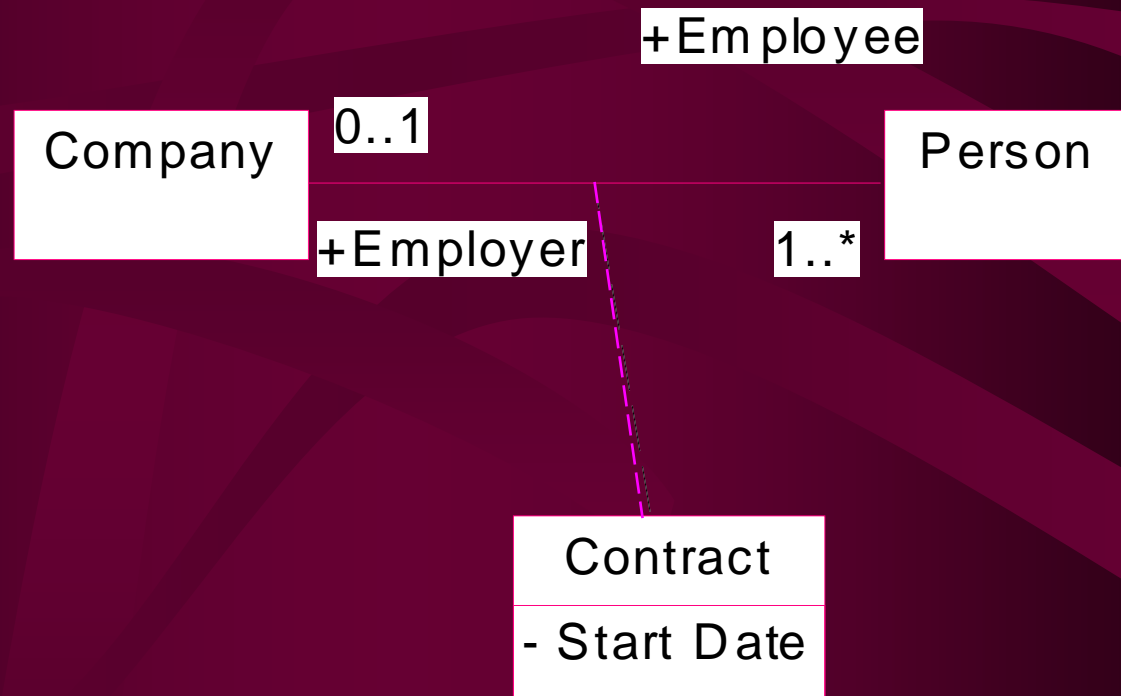 +Employee
0..1
Company
Person
+Employer
1..*
Contract
- Start Date